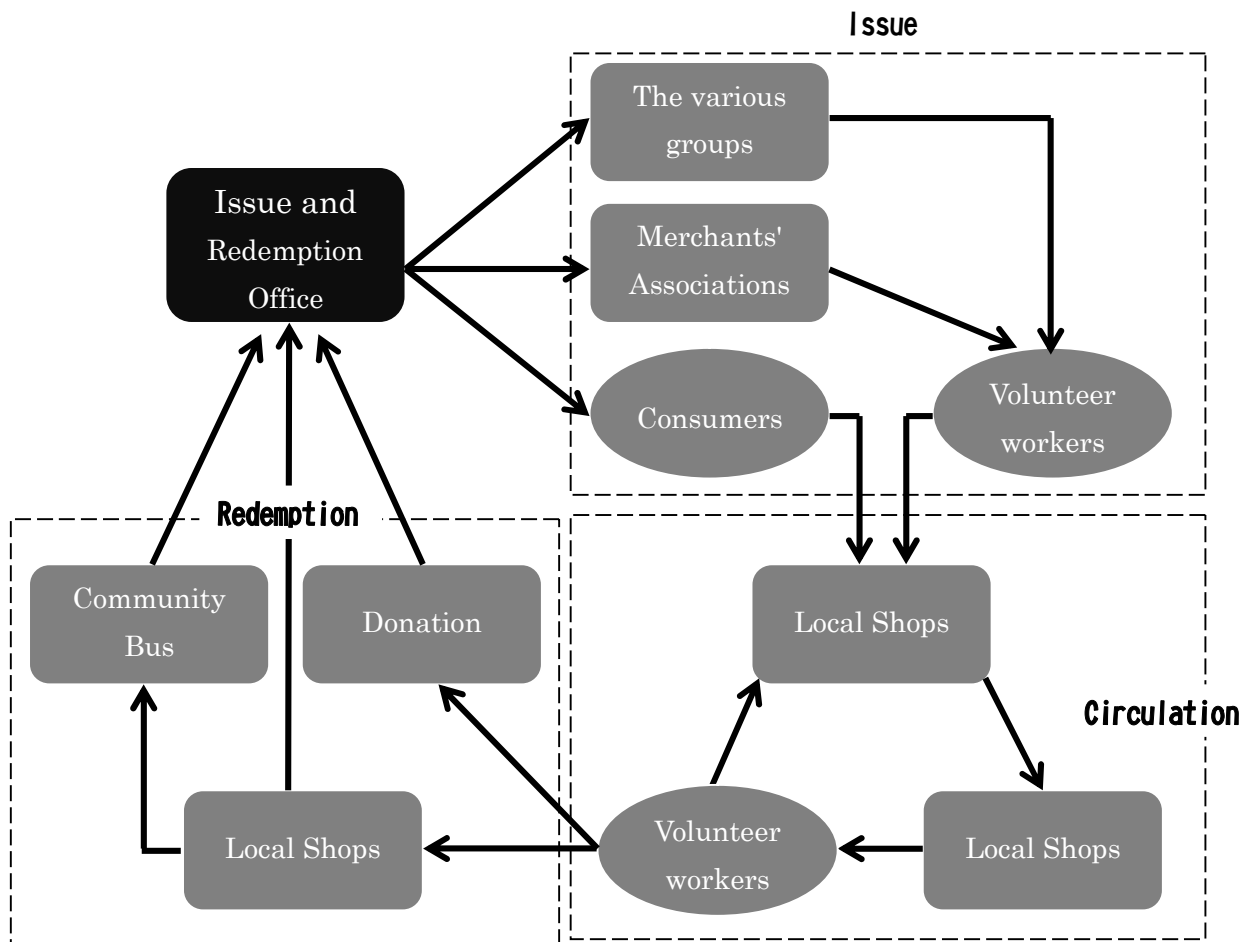 Issue
The various
groups
Issue and
Redemption
Office
Merchants'
Associations
Consumers
Volunteer
workers
Redemption
Community
Bus
Donation
Local Shops
Circulation
Local Shops
Volunteer
workers
Local Shops